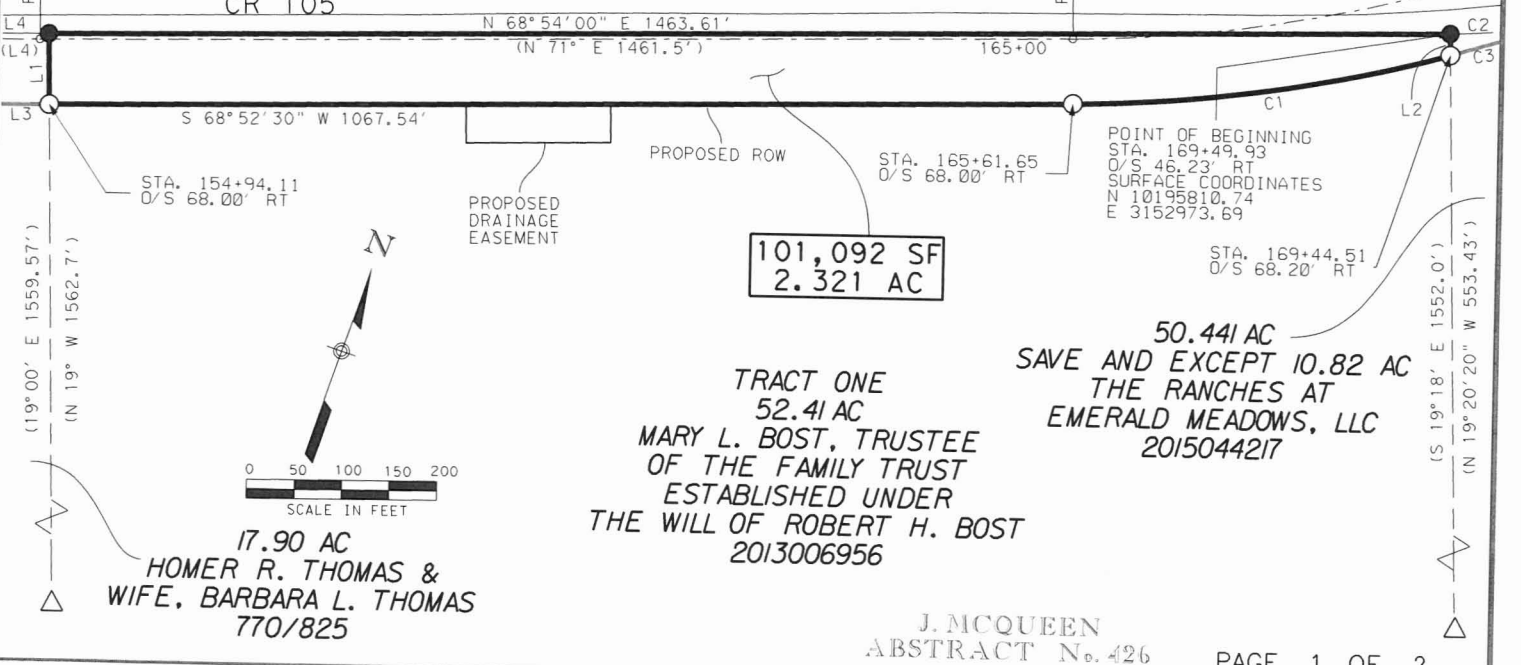 CR 105
L4
N 68°54'00" E 1463.61'
(L4)
(N 71° E 1461.5')
165+00
C2
C3
L1
L2
C1
L3
S 68°52'30" W 1067.54'
PROPOSED ROW
STA. 154+94.11
O/S 68.00' RT
PROPOSED
DRAINAGE
EASEMENT
STA. 165+61.65
O/S 68.00' RT
POINT OF BEGINNING
STA. 169+49.93
O/S 46.23' RT
SURFACE COORDINATES
N 10195810.74
E 3152973.69
STA. 169+44.51
O/S 68.20' RT
101,092 SF
2.321 AC
N
(19°00' E 1559.57')
(N 19° W 1562.7')
(S 19°18' E 1552.0')
(N 19°20'20" W 553.43')
0 50 100 150 200
SCALE IN FEET
50.441 AC
SAVE AND EXCEPT 10.82 AC
THE RANCHES AT
EMERALD MEADOWS, LLC
2015044217
TRACT ONE
52.41 AC
MARY L. BOST, TRUSTEE
OF THE FAMILY TRUST
ESTABLISHED UNDER
THE WILL OF ROBERT H. BOST
2013006956
17.90 AC
HOMER R. THOMAS &
WIFE, BARBARA L. THOMAS
770/825
J. MCQUEEN
ABSTRACT No. 426
PAGE 1 OF 2